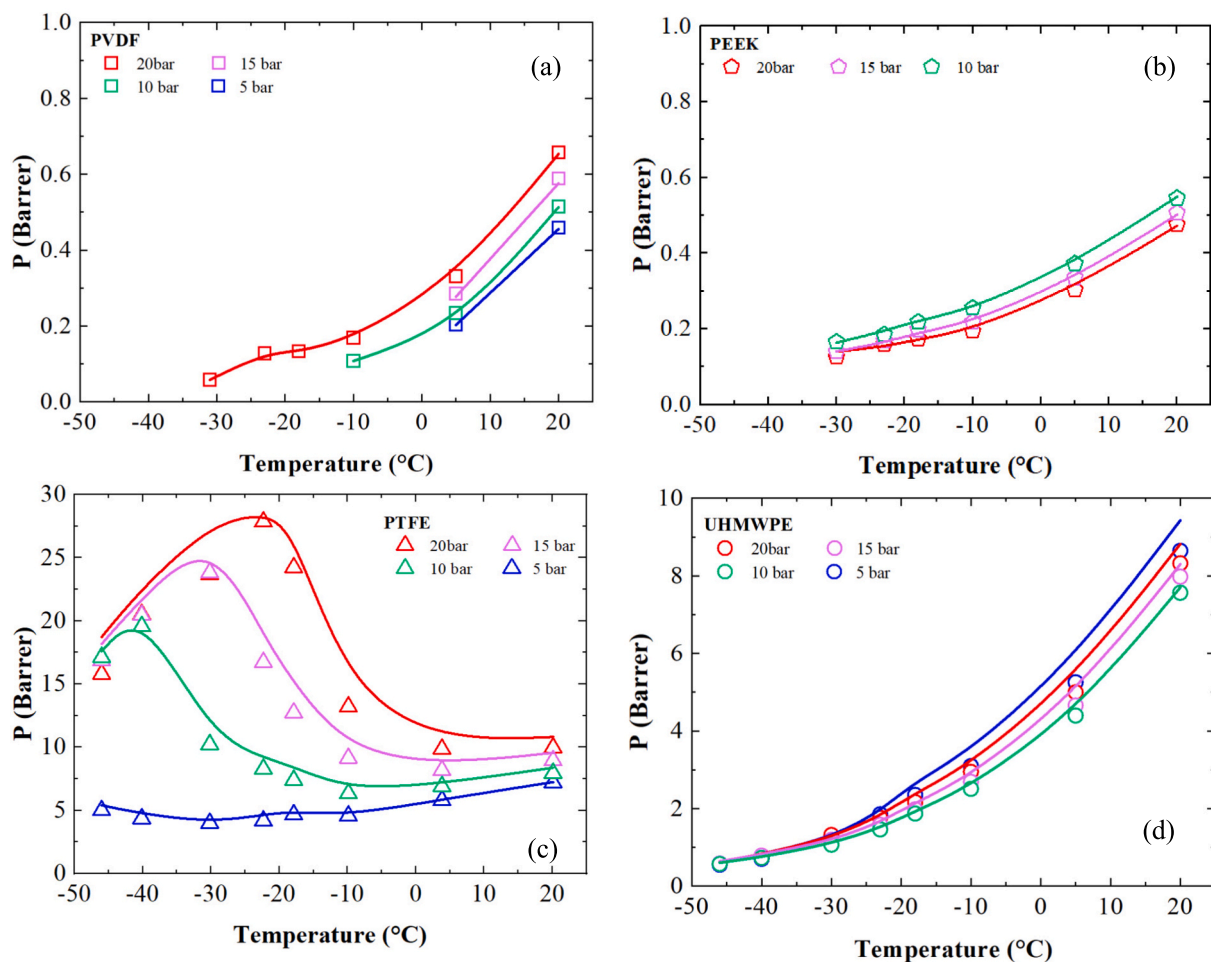 PVDF
20bar 15 bar
10 bar 5 bar
(a)
P (Barrer)
1.0
0.8
0.6
0.4
0.2
0.0
-50 -40 -30 -20 -10 0 10 20
Temperature (°C)
PEEK
20bar 15 bar 10 bar
(b)
P (Barrer)
1.0
0.8
0.6
0.4
0.2
0.0
-50 -40 -30 -20 -10 0 10 20
Temperature (°C)
PTFE
20bar 15 bar
10 bar 5 bar
(c)
P (Barrer)
30
25
20
15
10
5
0
-50 -40 -30 -20 -10 0 10 20
Temperature (°C)
UHMWPE
20bar 15 bar
10 bar 5 bar
(d)
P (Barrer)
10
8
6
4
2
0
-50 -40 -30 -20 -10 0 10 20
Temperature (°C)